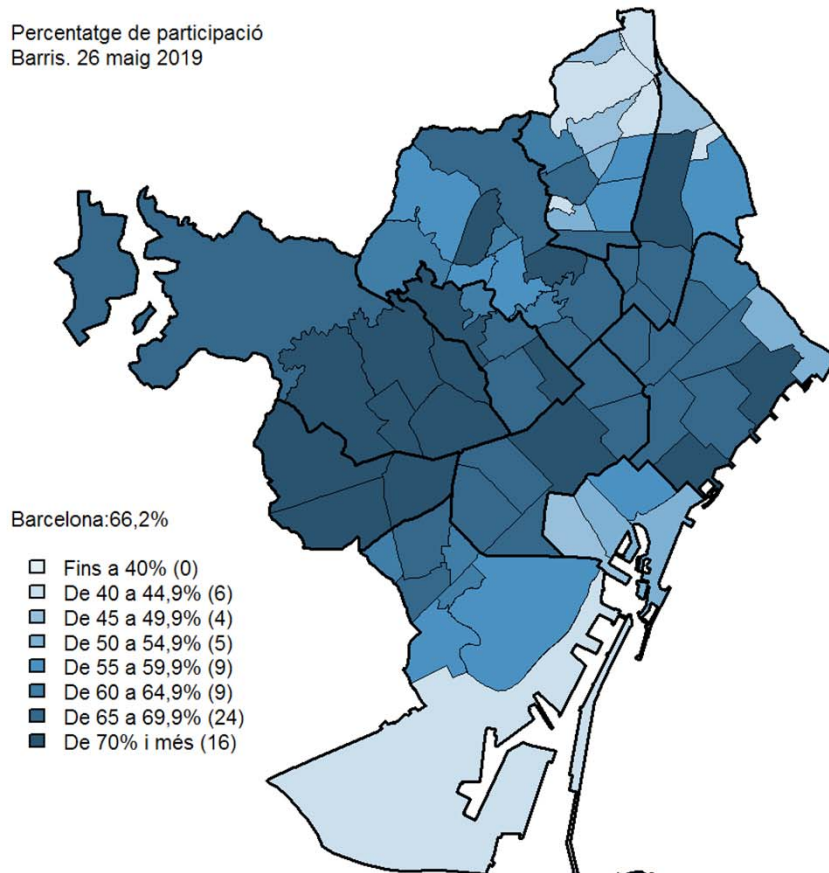 Percentatge de participació
Barris. 26 maig 2019
Barcelona:66,2%
Fins a 40% (0)
De 40 a 44,9% (6)
De 45 a 49,9% (4)
De 50 a 54,9% (5)
De 55 a 59,9% (9)
De 60 a 64,9% (9)
De 65 a 69,9% (24)
De 70% i més (16)